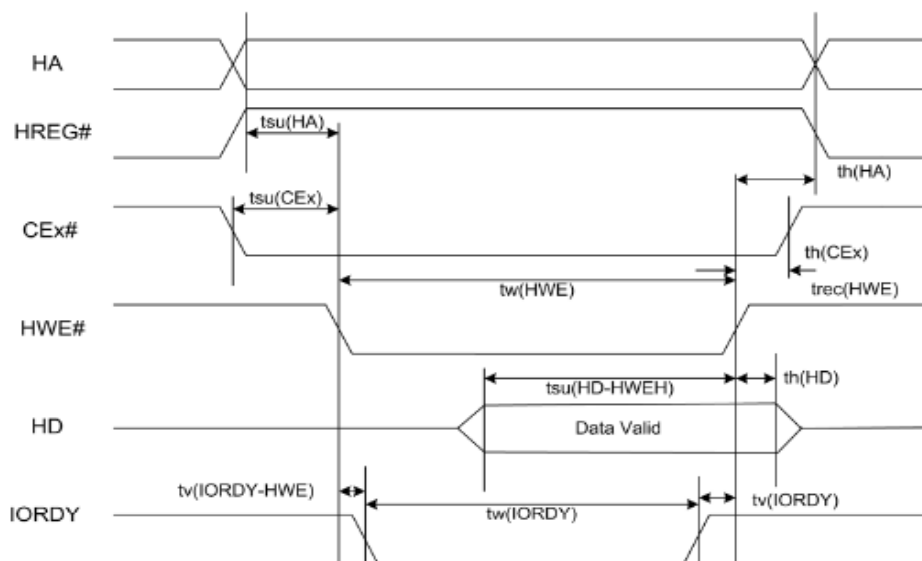 HA
tsu(HA)
HREG#
th(HA)
tsu(CEx)
CEx#
th(CEx)
tw(HWE)
trec(HWE)
HWE#
tsu(HD-HWEH)
th(HD)
HD
Data Valid
tv(IORDY-HWE)
tw(IORDY)
tv(IORDY)
IORDY